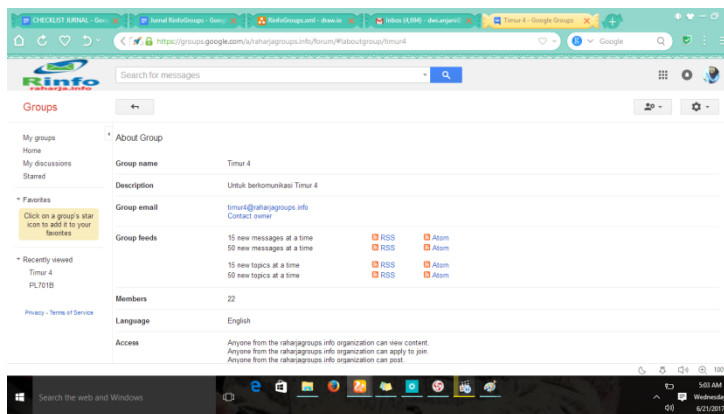 CHECKLIST JURNAL - Goo
Jurnal RinfoGroups - Goog
RinfoGroups.xml - draw.io
M Inbox (4,694) - dwi.anjani@
Timur 4 - Google Groups
https://groups.google.com/a/raharjagroups.info/forum/#!aboutgroup/timur4
Google
Rinfo
raharja.info
Search for messages
Groups
My groups
Home
My discussions
Starred
Favorites
Click on a group's star
icon to add it to your
favorites
Recently viewed
Timur 4
PL701B
Privacy - Terms of Service
About Group
Group name Timur 4
Description Untuk berkomunikasi Timur 4
Group email timur4@raharjagroups.info
Contact owner
Group feeds 15 new messages at a time RSS Atom
50 new messages at a time RSS Atom
15 new topics at a time RSS Atom
50 new topics at a time RSS Atom
Members 22
Language English
Access Anyone from the raharjagroups.info organization can view content.
Anyone from the raharjagroups.info organization can apply to join.
Anyone from the raharjagroups.info organization can post.
100
Search the web and Windows
5:03 AM
Wednesda
6/21/2017